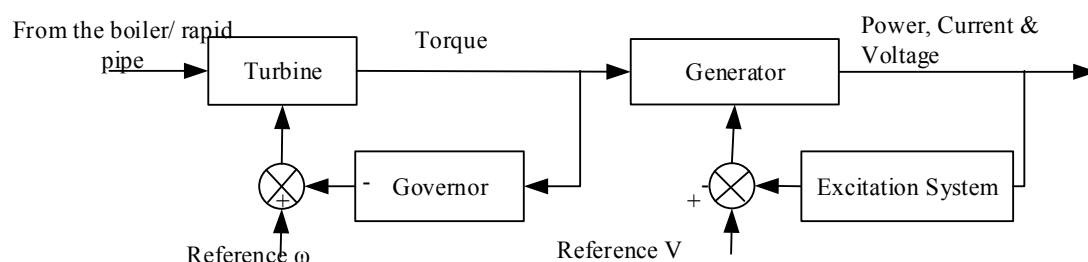 From the boiler/ rapid
pipe
Turbine
Torque
Generator
Power, Current &
Voltage
-
Governor
+
Reference ω
-
+
Excitation System
Reference V